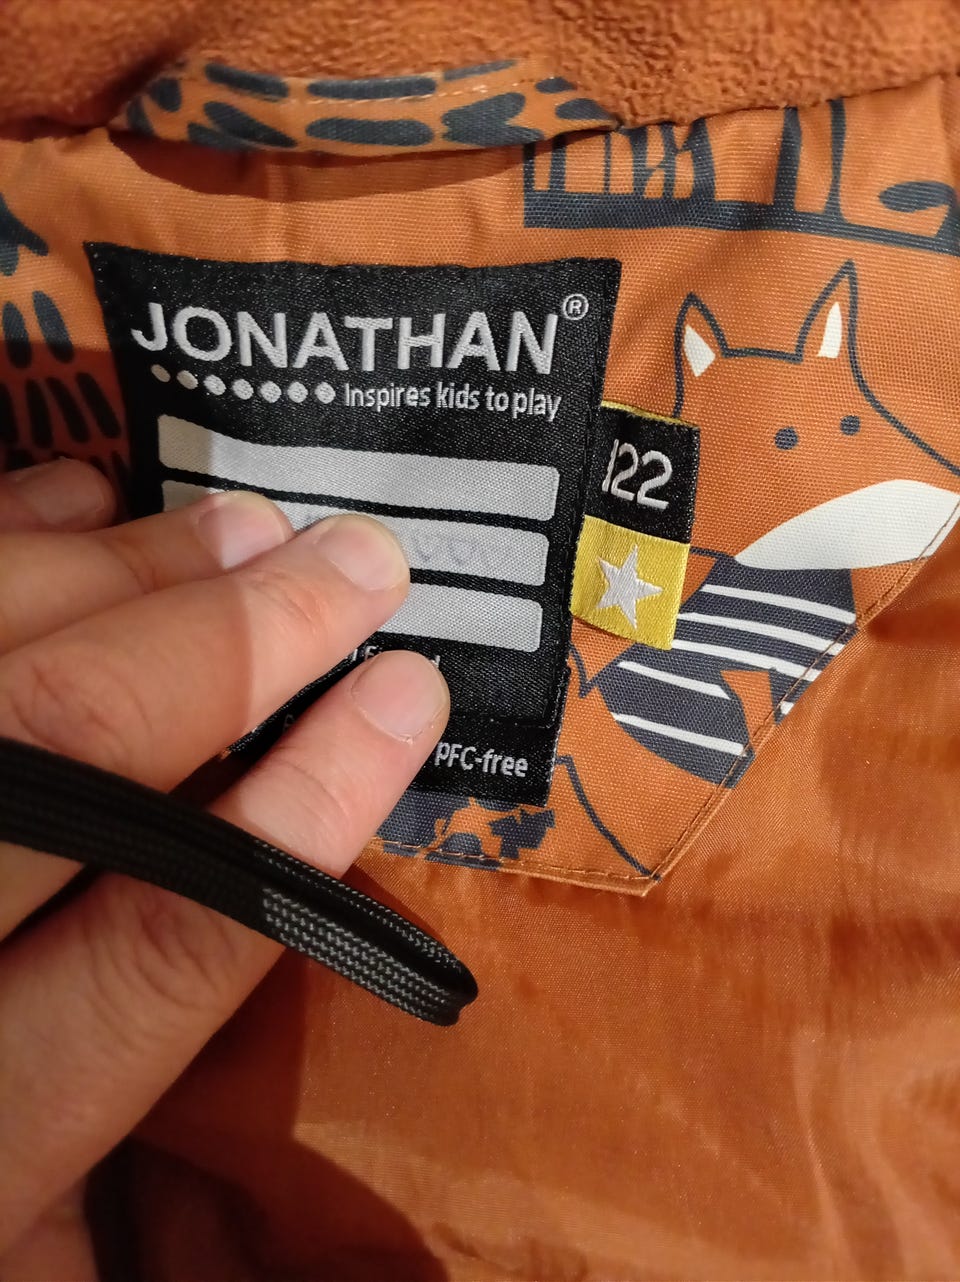 JONATHAN®
Inspires kids to play
122
PFC-free